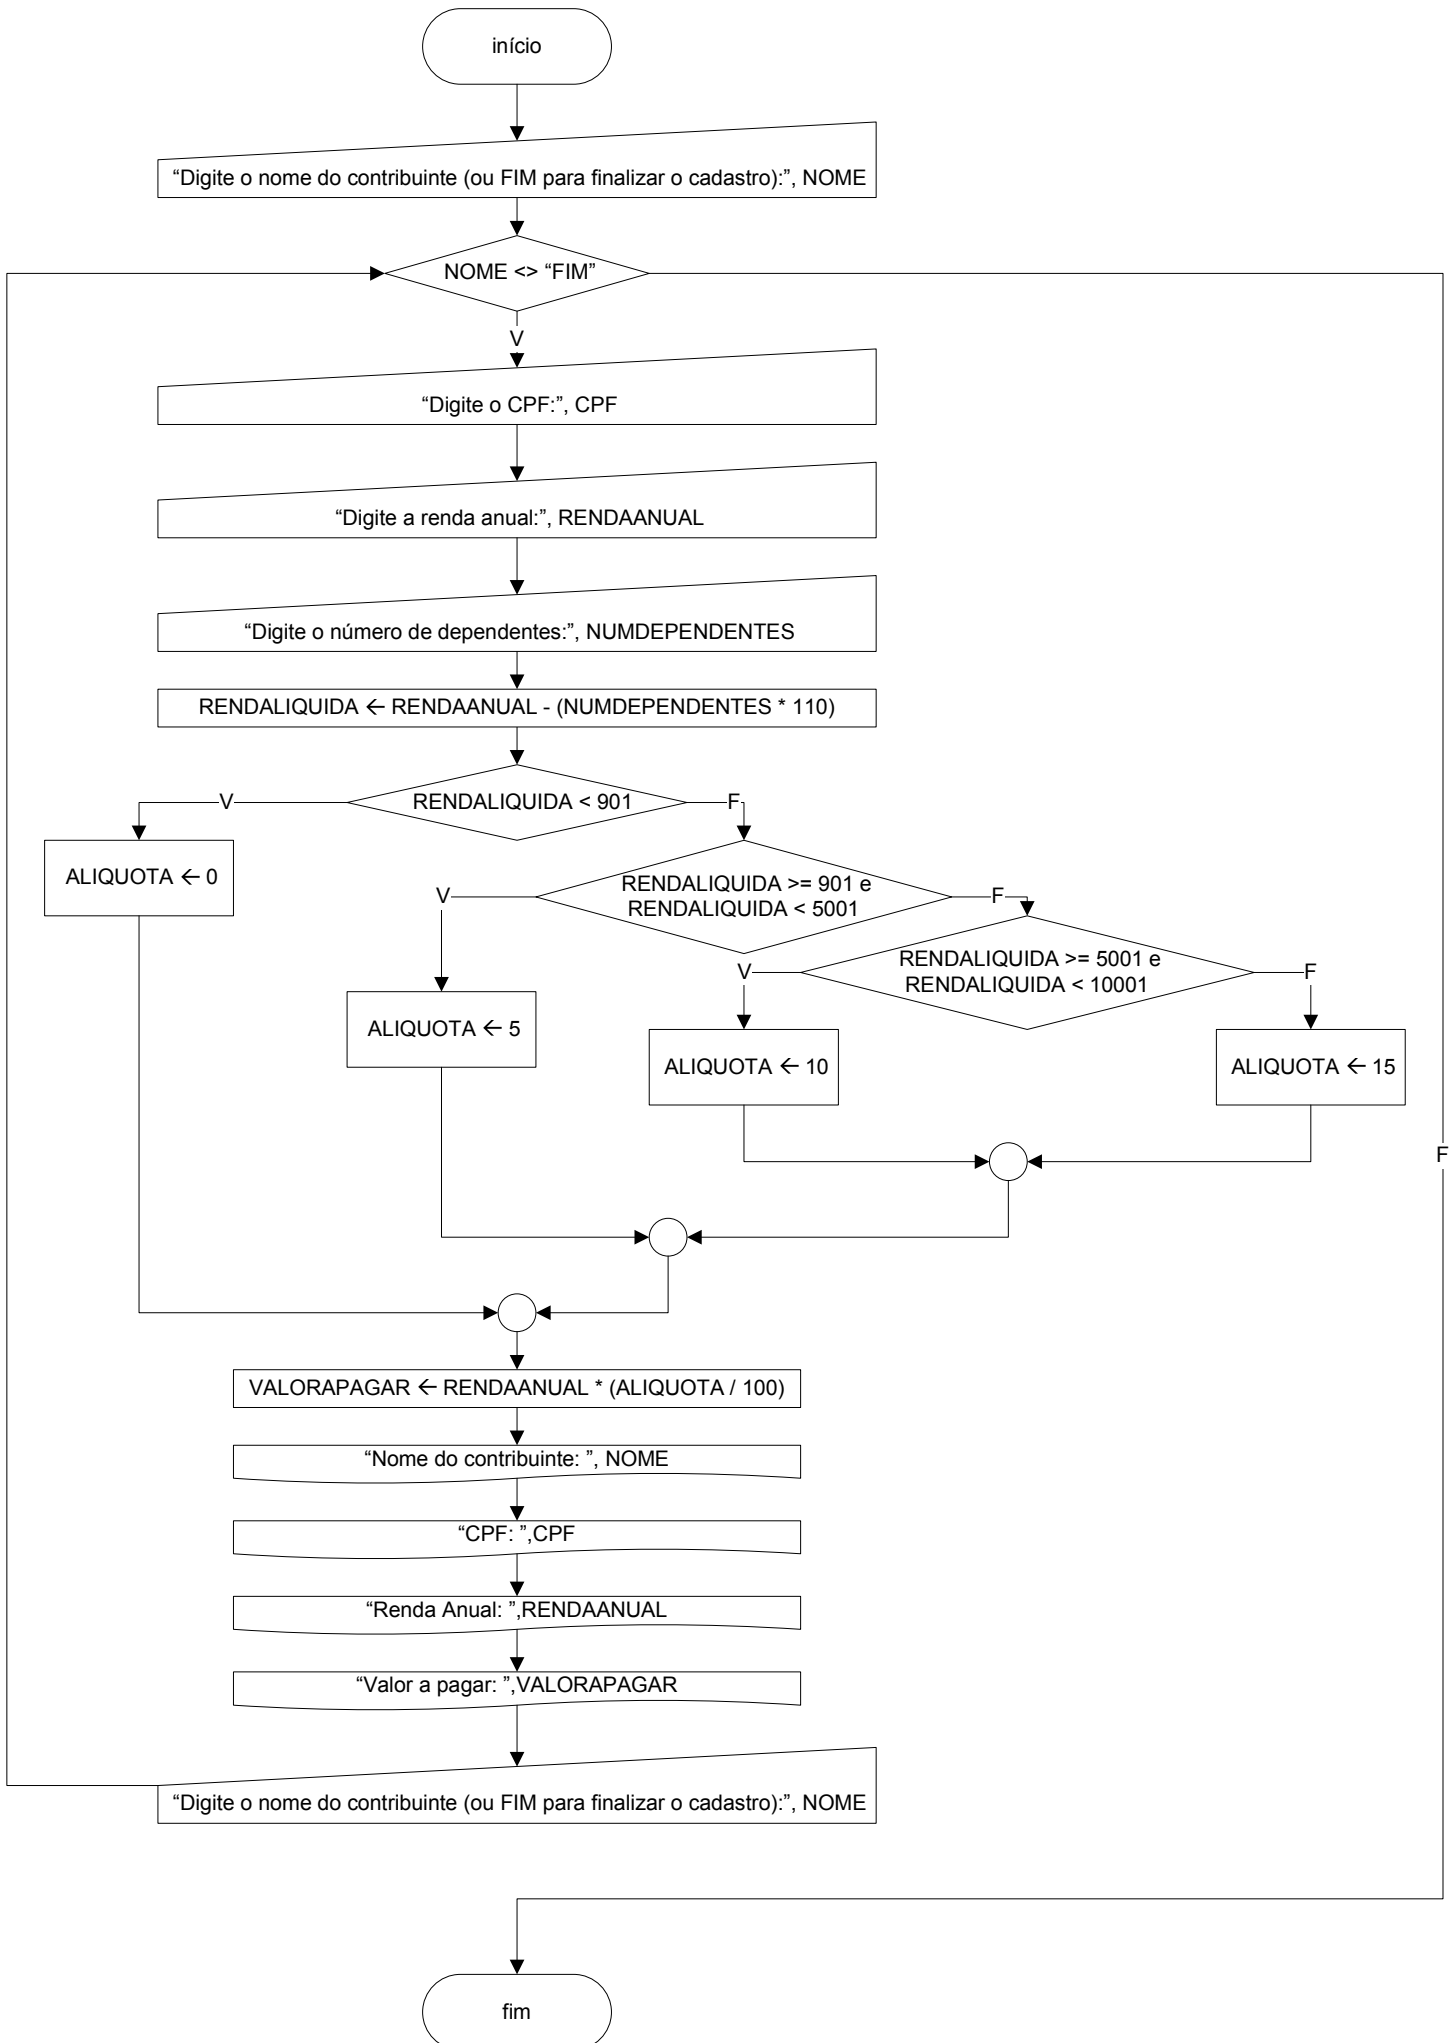 início
“Digite o nome do contribuinte (ou FIM para finalizar o cadastro):”, NOME
NOME <> “FIM”
V
“Digite o CPF:”, CPF
“Digite a renda anual:”, RENDAANUAL
“Digite o número de dependentes:”, NUMDEPENDENTES
RENDALIQUIDA ← RENDAANUAL - (NUMDEPENDENTES * 110)
V
RENDALIQUIDA < 901
F
ALIQUOTA ← 0
V
RENDALIQUIDA >= 901 e
RENDALIQUIDA < 5001
F
V
RENDALIQUIDA >= 5001 e
RENDALIQUIDA < 10001
F
ALIQUOTA ← 5
ALIQUOTA ← 10
ALIQUOTA ← 15
F
VALORAPAGAR ← RENDAANUAL * (ALIQUOTA / 100)
“Nome do contribuinte: ”, NOME
“CPF: ”,CPF
“Renda Anual: ”,RENDAANUAL
“Valor a pagar: ”,VALORAPAGAR
“Digite o nome do contribuinte (ou FIM para finalizar o cadastro):”, NOME
fim